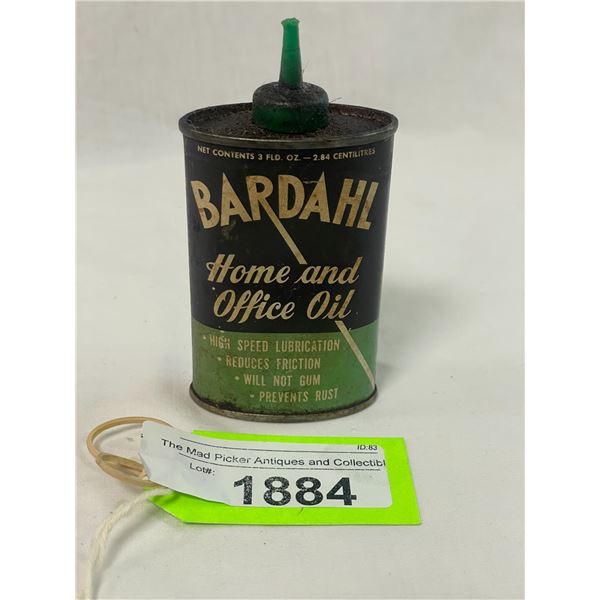 NET CONTENTS 3 FLD. OZ. — 2.84 CENTILITRES
BARDAHL
Home and
Office Oil
• HIGH SPEED LUBRICATION
• REDUCES FRICTION
• WILL NOT GUM
• PREVENTS RUST
ID:83
The Mad Picker Antiques and Collectibl
Lot#:
1884